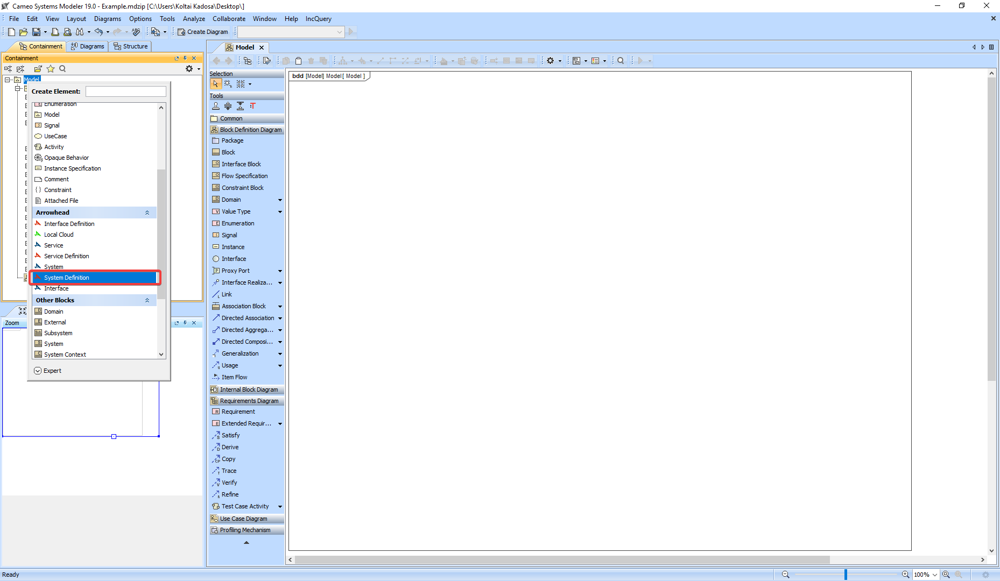 Cameo Systems Modeler 19.0 - Example.mdzip [C:\Users\Koltai Kadosa\Desktop\]
File Edit View Layout Diagrams Options Tools Analyze Collaborate Window Help IncQuery
Create Diagram
Containment Diagrams Structure
Containment
Model
Create Element:
Enumeration
Model
Signal
UseCase
Activity
Opaque Behavior
Instance Specification
Comment
Constraint
Attached File
Arrowhead
Interface Definition
Local Cloud
Service
Service Definition
System
System Definition
Interface
Other Blocks
Domain
External
Subsystem
System
System Context
Expert
Zoom
Model
Selection
Tools
Common
Block Definition Diagram
Package
Block
Interface Block
Flow Specification
Constraint Block
Domain
Value Type
Enumeration
Signal
Instance
Interface
Proxy Port
Interface Realiza...
Link
Association Block
Directed Association
Directed Aggrega...
Directed Composi...
Generalization
Usage
Item Flow
Internal Block Diagram
Requirements Diagram
Requirement
Extended Requir...
Satisfy
Derive
Copy
Trace
Verify
Refine
Test Case Activity
Use Case Diagram
Profiling Mechanism
bdd [Model] Model[ Model ]
Ready
100%